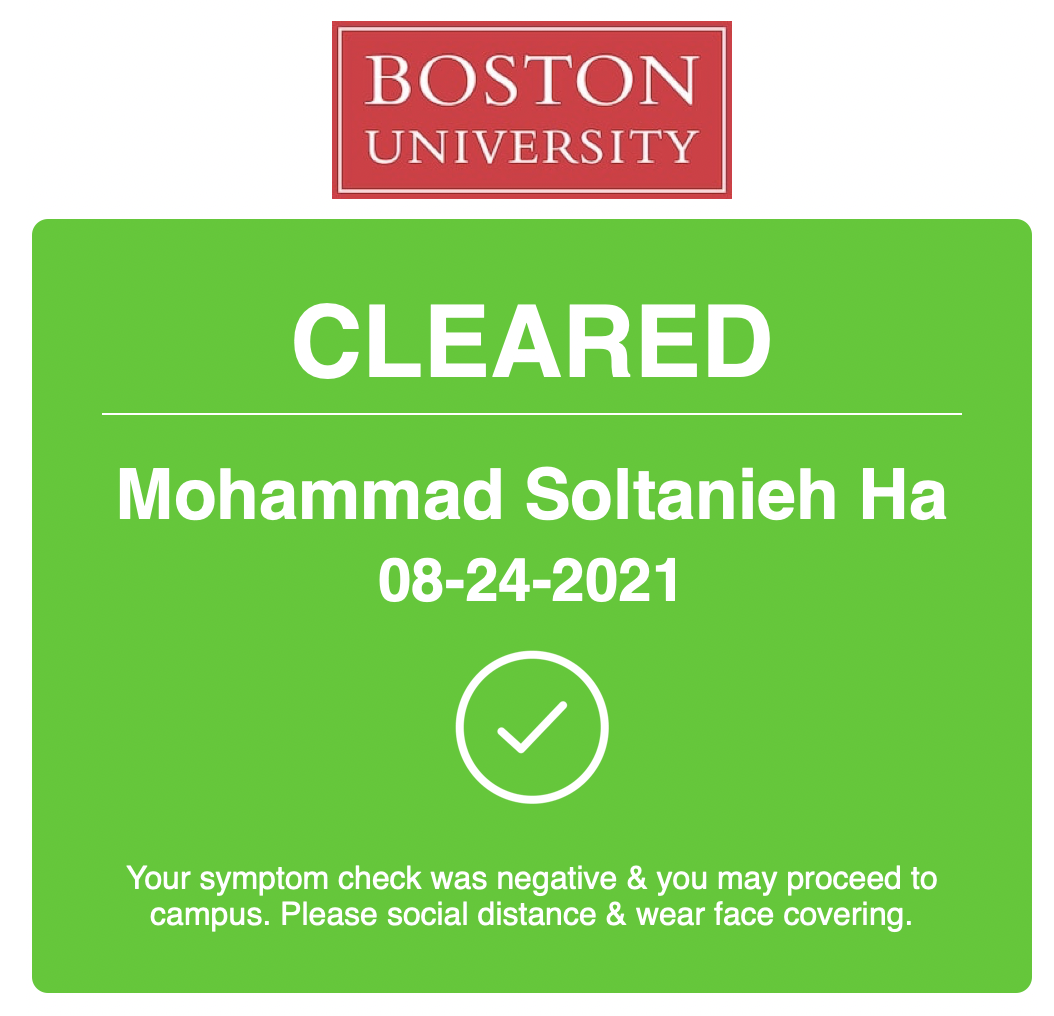 BOSTON
UNIVERSITY
CLEARED
Mohammad Soltanieh Ha
08-24-2021
Your symptom check was negative & you may proceed to
campus. Please social distance & wear face covering.